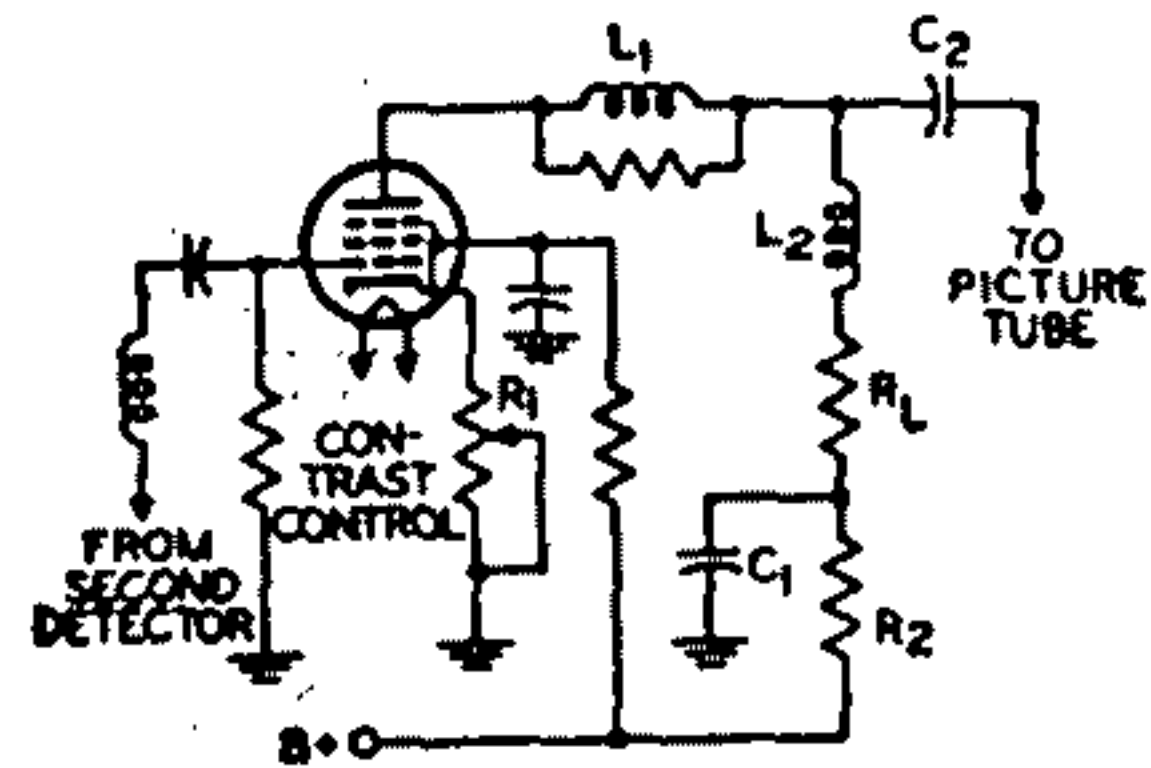 L1
C2
L2
TO
PICTURE
TUBE
R1
RL
CON-
TRAST
CONTROL
FROM
SECOND
DETECTOR
C1
R2
B+